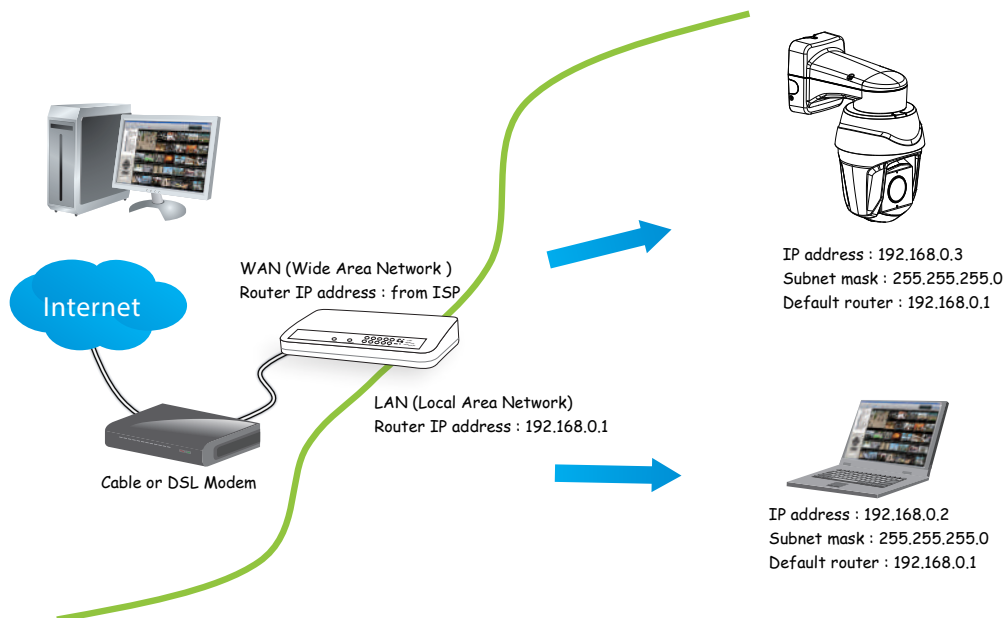 WAN (Wide Area Network )
Router IP address : from ISP
Internet
Cable or DSL Modem
LAN (Local Area Network)
Router IP address : 192.168.0.1
IP address : 192.168.0.3
Subnet mask : 255.255.255.0
Default router : 192.168.0.1
IP address : 192.168.0.2
Subnet mask : 255.255.255.0
Default router : 192.168.0.1